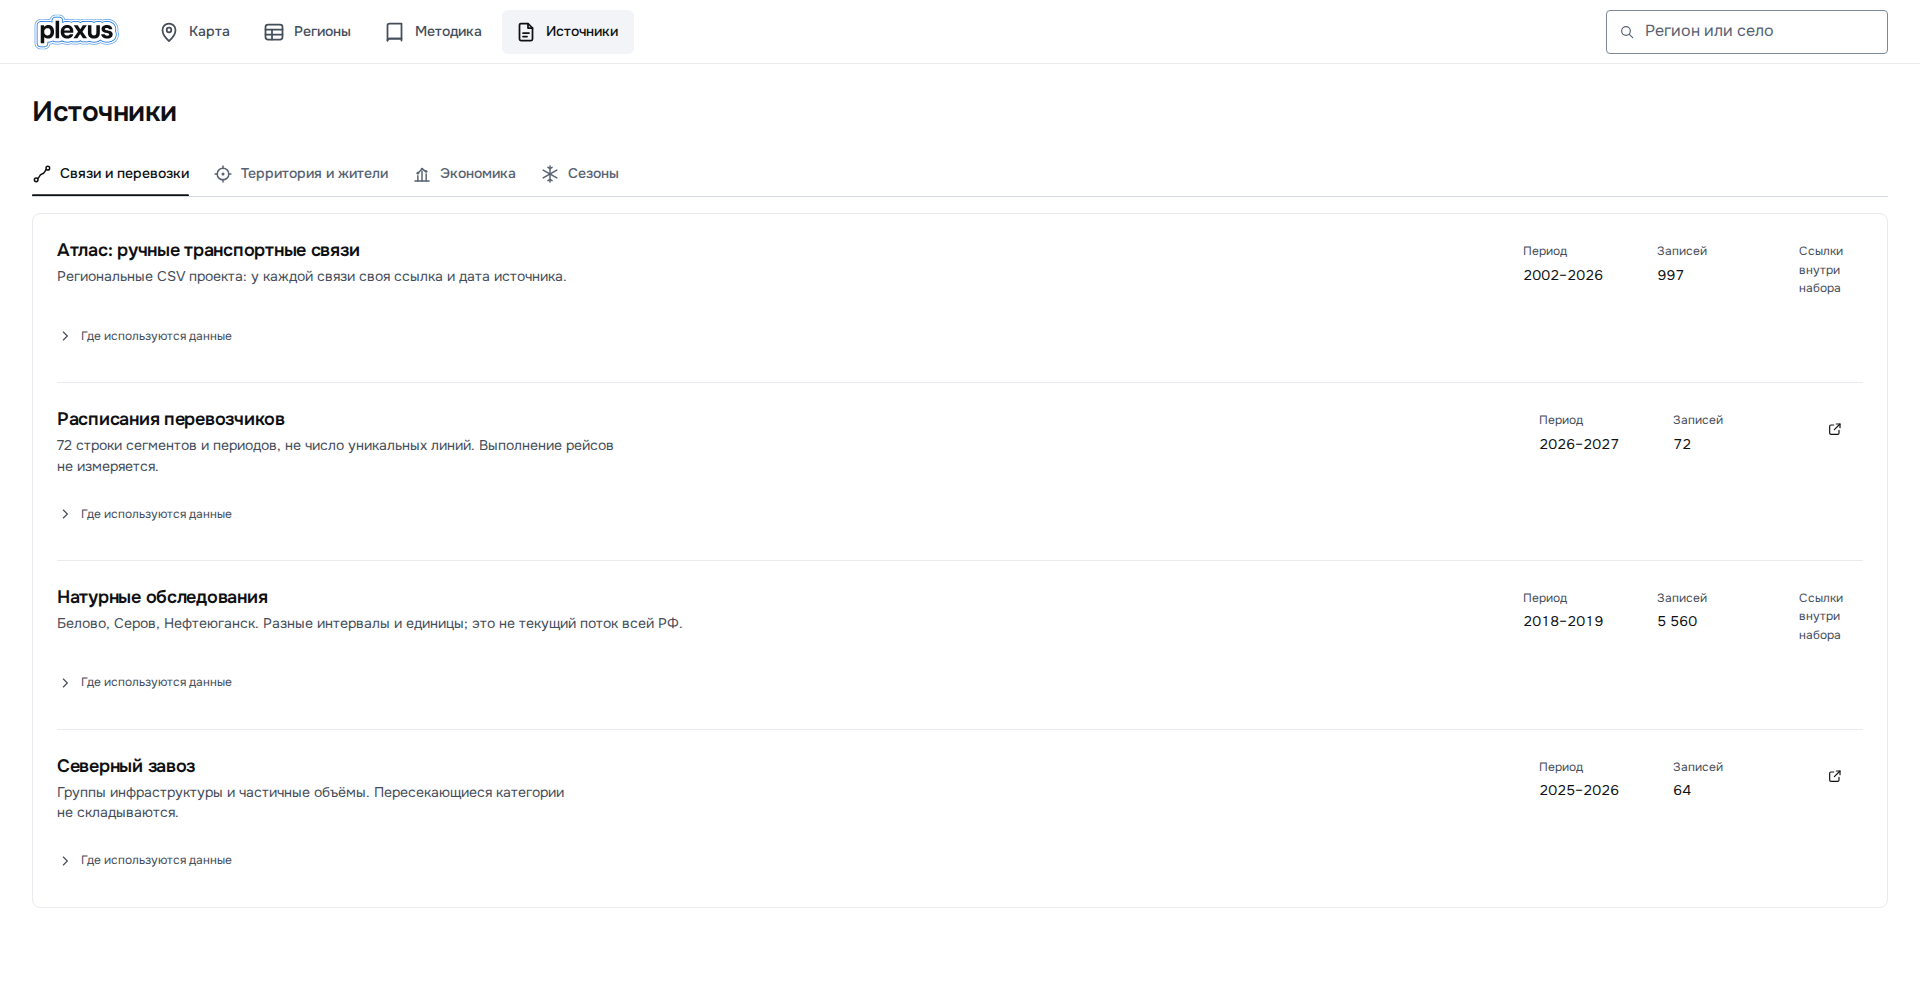 plexus
Карта
Регионы
Методика
Источники
Регион или село
Источники
Связи и перевозки
Территория и жители
Экономика
Сезоны
Атлас: ручные транспортные связи
Региональные CSV проекта: у каждой связи своя ссылка и дата источника.
Период
2002–2026
Записей
997
Ссылки
внутри
набора
Где используются данные
Расписания перевозчиков
72 строки сегментов и периодов, не число уникальных линий. Выполнение рейсов
не измеряется.
Период
2026–2027
Записей
72
Где используются данные
Натурные обследования
Белово, Серов, Нефтеюганск. Разные интервалы и единицы; это не текущий поток всей РФ.
Период
2018–2019
Записей
5 560
Ссылки
внутри
набора
Где используются данные
Северный завоз
Группы инфраструктуры и частичные объёмы. Пересекающиеся категории
не складываются.
Период
2025–2026
Записей
64
Где используются данные